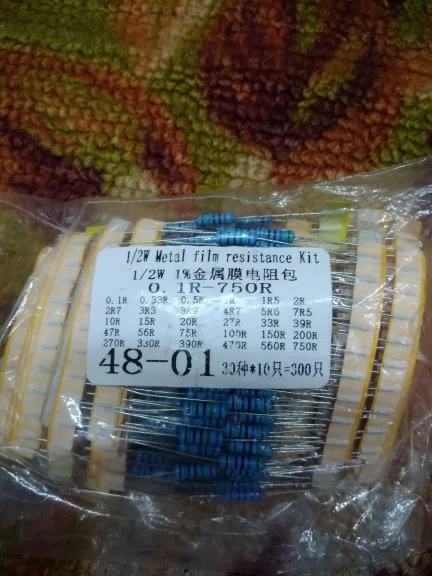 1/2W Metal film resistance Kit
1/2W 1%金属膜电阻包
0.1R-750R
0.1R 0.33R 0.5R 1R 1R5 2R
2R7 3R3 3R9 4R7 5R6 7R5
10R 15R 20R 27R 33R 39R
47R 56R 75R 100R 150R 200R
270R 330R 390R 470R 560R 750R
48-01 30种*10只=300只